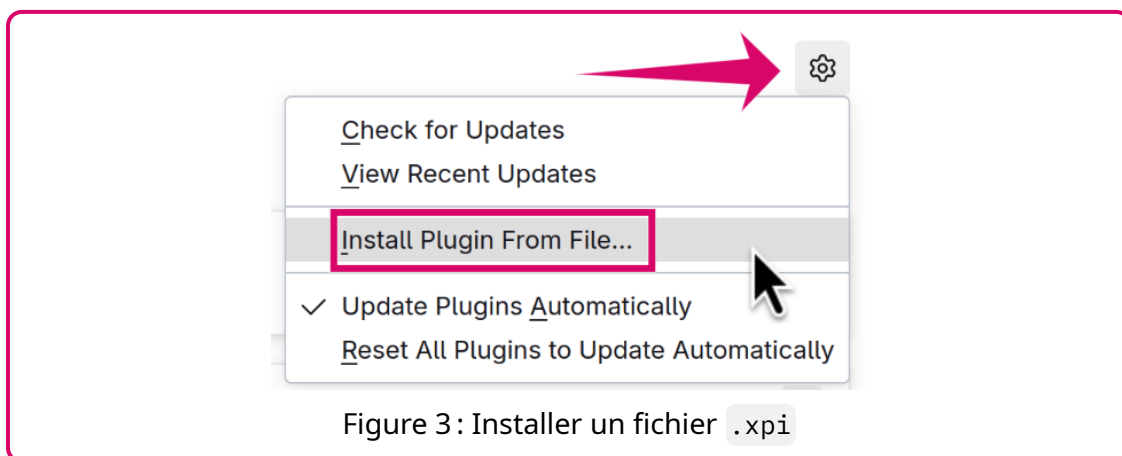 Check for Updates
View Recent Updates
Install Plugin From File...
Update Plugins Automatically
Reset All Plugins to Update Automatically
Figure 3 : Installer un fichier .xpi